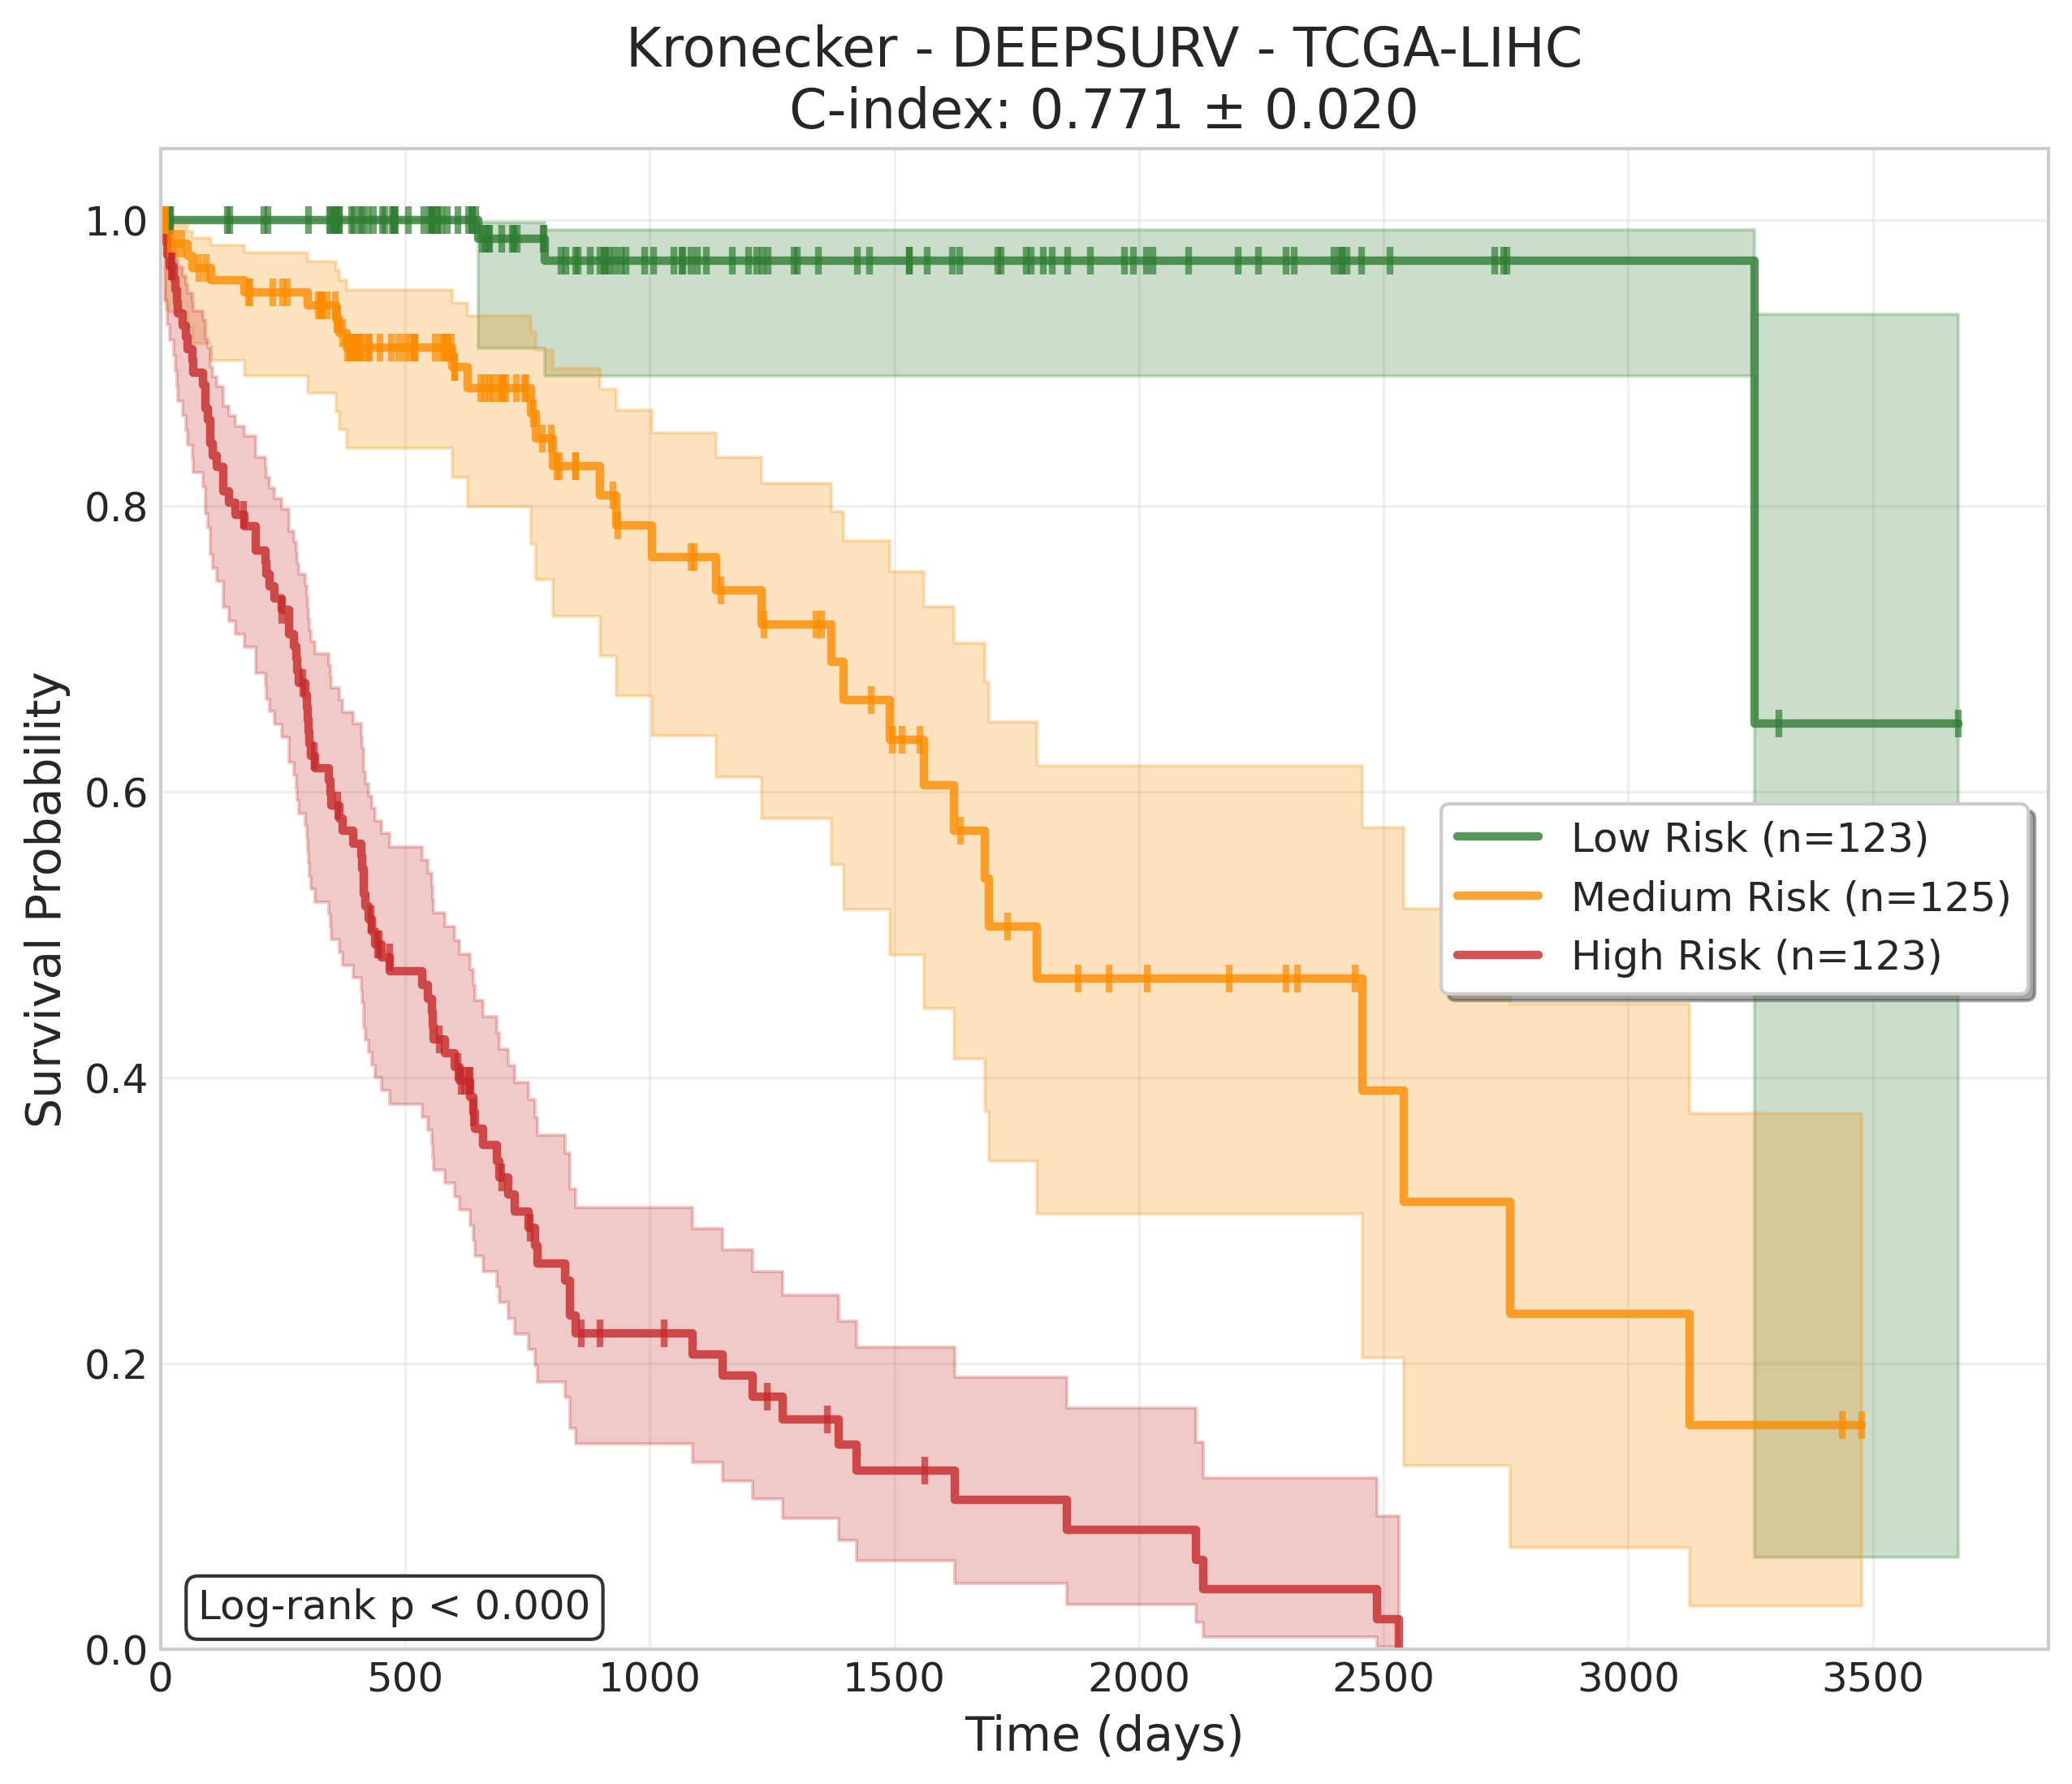 Kronecker - DEEPSURV - TCGA-LIHC
C-index: 0.771 ± 0.020
Survival Probability
1.0
0.8
0.6
0.4
0.2
0.0
Low Risk (n=123)
Medium Risk (n=125)
High Risk (n=123)
Log-rank p < 0.000
0 500 1000 1500 2000 2500 3000 3500
Time (days)